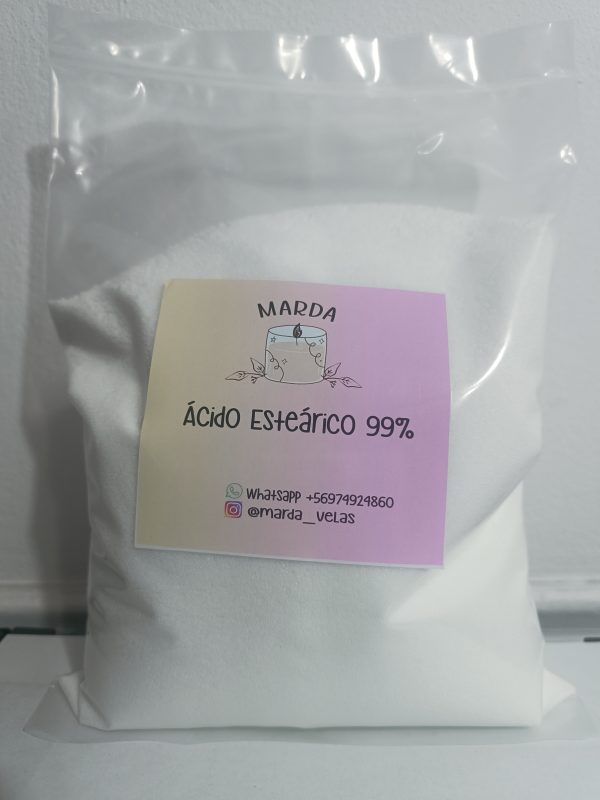 MARDA
Ácido Esteárico 99%
WhatsApp +56974924860
@marda_velas